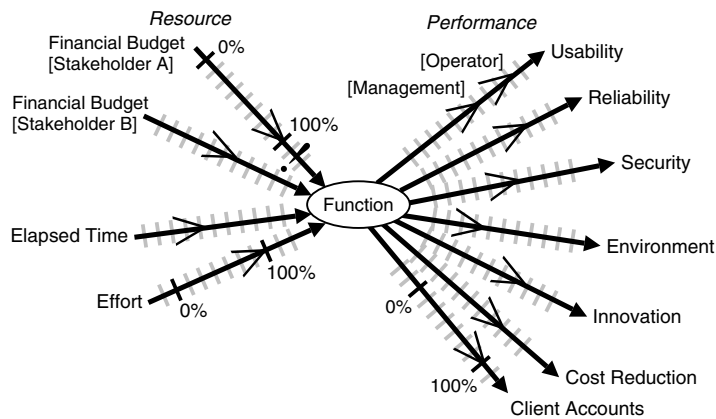 Resource
Performance
Financial Budget
[Stakeholder A]
0%
[Operator]
Usability
[Management]
Reliability
Financial Budget
[Stakeholder B]
100%
Security
Function
Elapsed Time
Environment
100%
Effort
0%
0%
Innovation
100%
Cost Reduction
Client Accounts